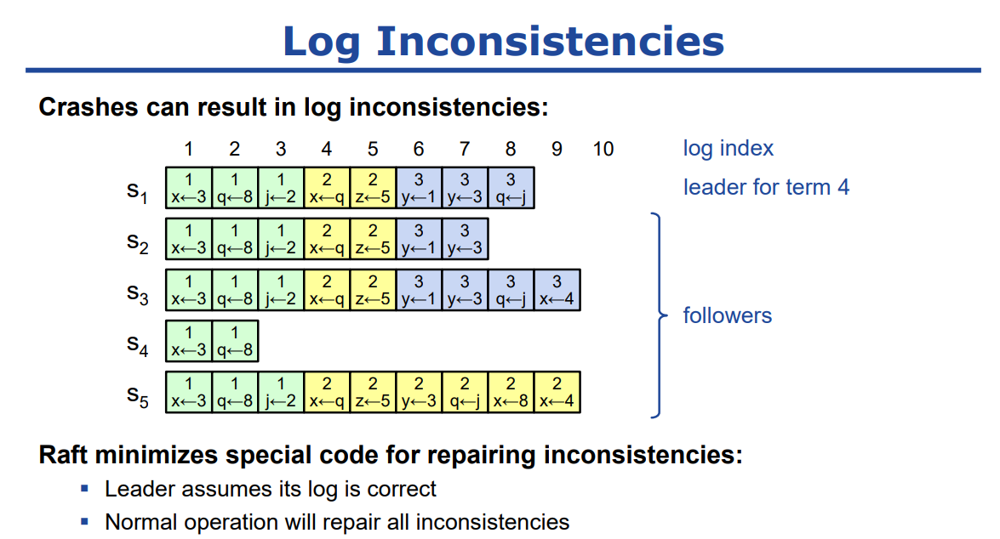 Log Inconsistencies
Crashes can result in log inconsistencies:
1 2 3 4 5 6 7 8 9 10 log index
leader for term 4
s1
1 1 1 2 2 3 3 3
x←3 q←8 j←2 x←q z←5 y←1 y←3 q←j
s2
1 1 1 2 2 3 3
x←3 q←8 j←2 x←q z←5 y←1 y←3
s3
1 1 1 2 2 3 3 3 3
x←3 q←8 j←2 x←q z←5 y←1 y←3 q←j x←4
followers
s4
1 1
x←3 q←8
s5
1 1 1 2 2 2 2 2 2
x←3 q←8 j←2 x←q z←5 y←3 q←j x←8 x←4
Raft minimizes special code for repairing inconsistencies:
▪ Leader assumes its log is correct
▪ Normal operation will repair all inconsistencies